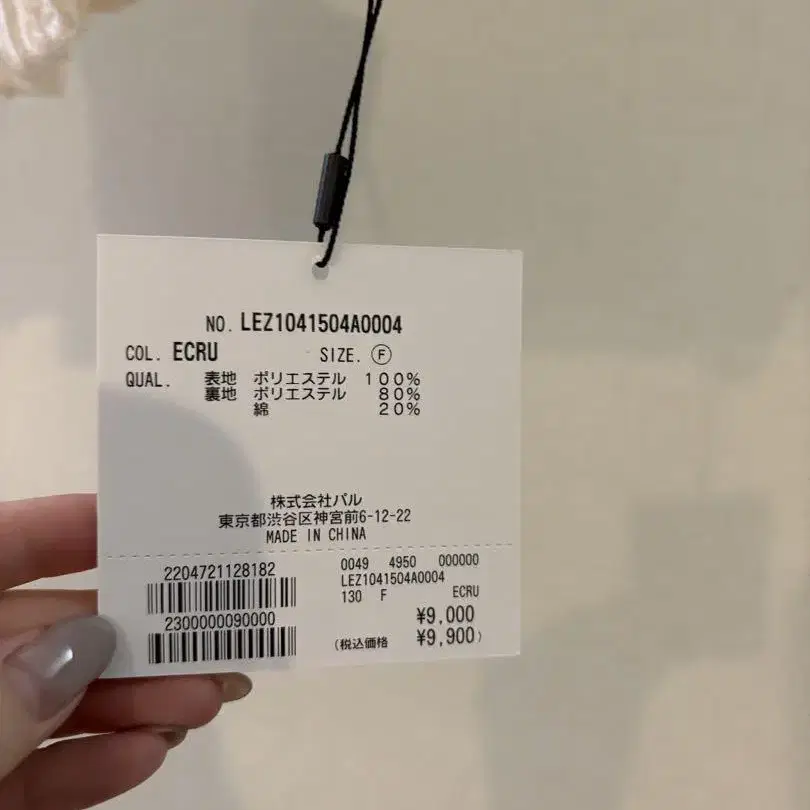 NO. LEZ1041504A0004
COL. ECRU SIZE. Ⓕ
QUAL. 表地 ポリエステル 100%
裏地 ポリエステル 80%
綿 20%
株式会社パル
東京都渋谷区神宮前6-12-22
MADE IN CHINA
2204721128182
2300000090000
0049 4950 000000
LEZ1041504A0004
130 F ECRU
¥9,000
(税込価格 ¥9,900)